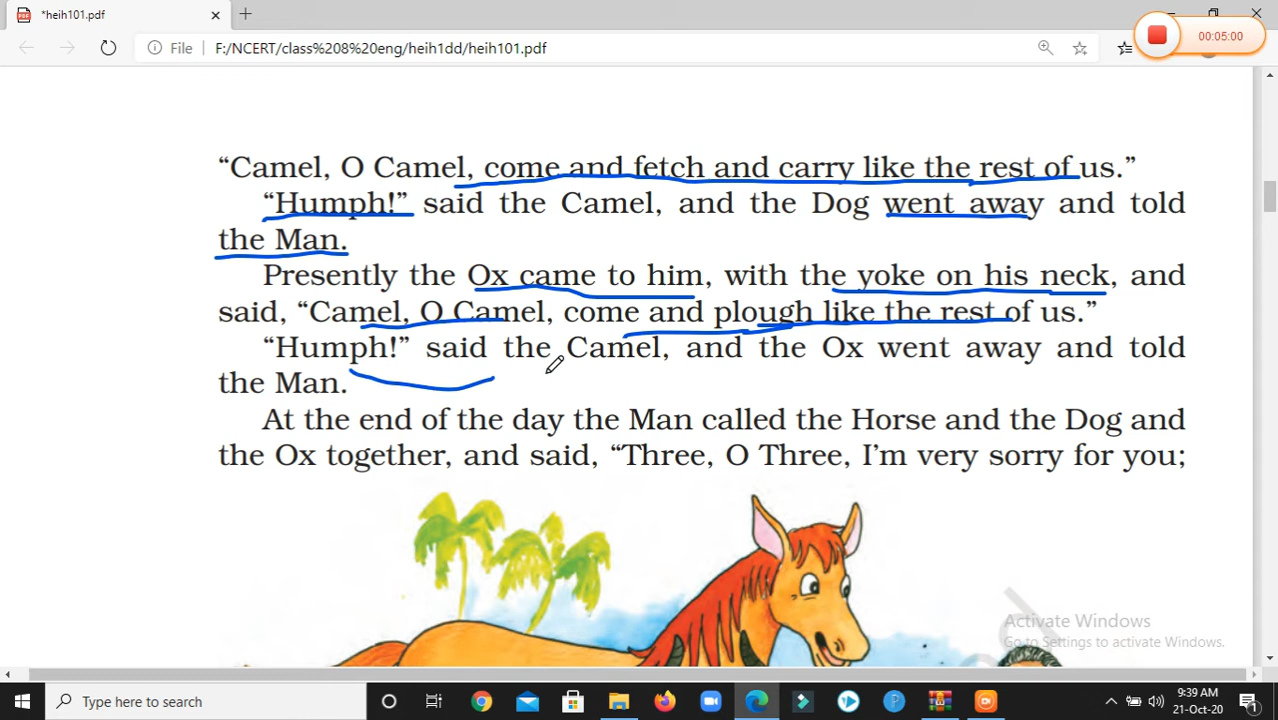 *heih101.pdf
File
F:/NCERT/class%208%20eng/heih1dd/heih101.pdf
00:05:00
“Camel, O Camel, come and fetch and carry like the rest of us.”
“Humph!” said the Camel, and the Dog went away and told
the Man.
Presently the Ox came to him, with the yoke on his neck, and
said, “Camel, O Camel, come and plough like the rest of us.”
“Humph!” said the Camel, and the Ox went away and told
the Man.
At the end of the day the Man called the Horse and the Dog and
the Ox together, and said, “Three, O Three, I’m very sorry for you;
Activate Windows
Go to Settings to activate Windows.
Type here to search
9:39 AM
21-Oct-20